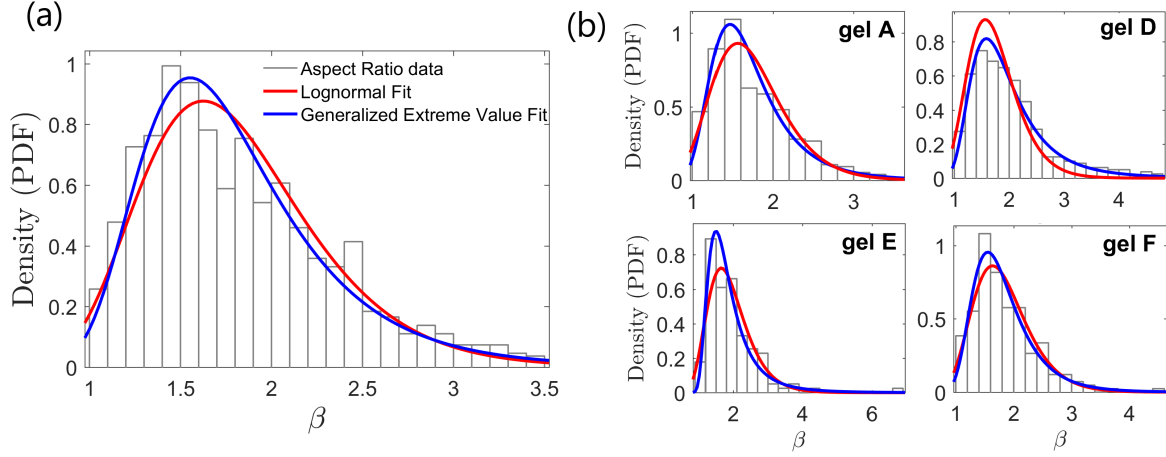 (a)
Density (PDF)
1
0.8
0.6
0.4
0.2
0
Aspect Ratio data
Lognormal Fit
Generalized Extreme Value Fit
1 1.5 2 2.5 3 3.5
β
(b)
gel A
Density (PDF)
1
0.5
0
1 2 3
gel D
0.8
0.6
0.4
0.2
0
1 2 3 4
gel E
Density (PDF)
0.8
0.6
0.4
0.2
0
2 4 6
β
gel F
1
0.5
0
1 2 3 4
β